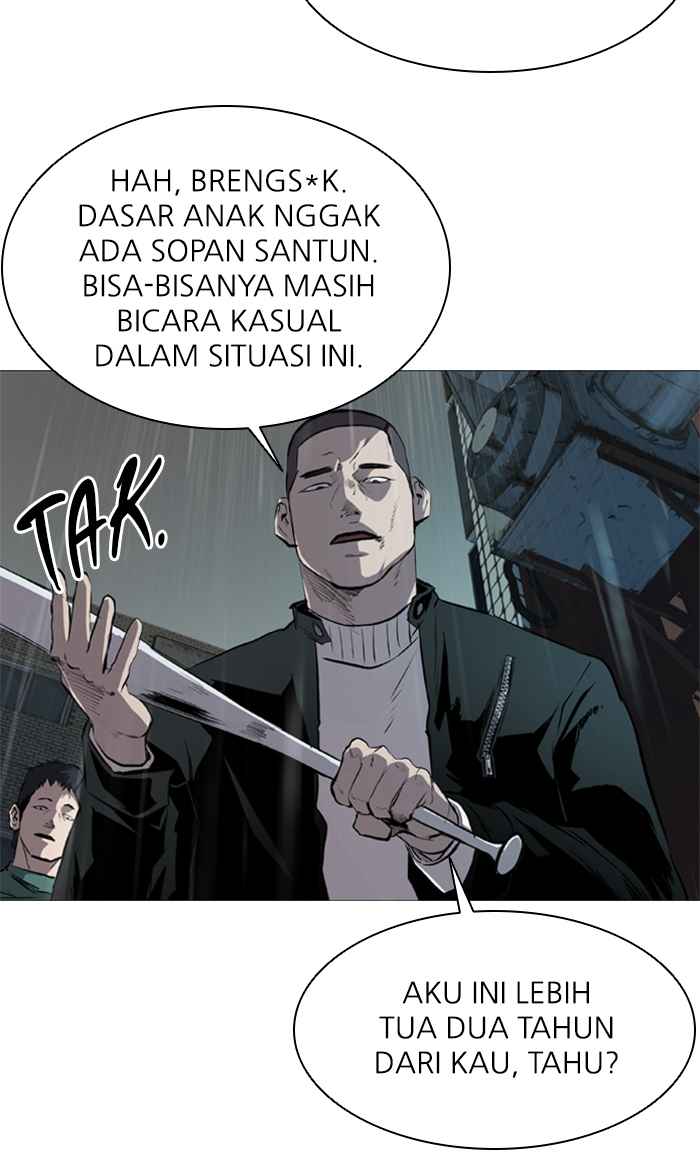 HAH, BRENGS*K.
DASAR ANAK NGGAK
ADA SOPAN SANTUN.
BISA-BISANYA MASIH
BICARA KASUAL
DALAM SITUASI INI.
TAK.
AKU INI LEBIH
TUA DUA TAHUN
DARI KAU, TAHU?